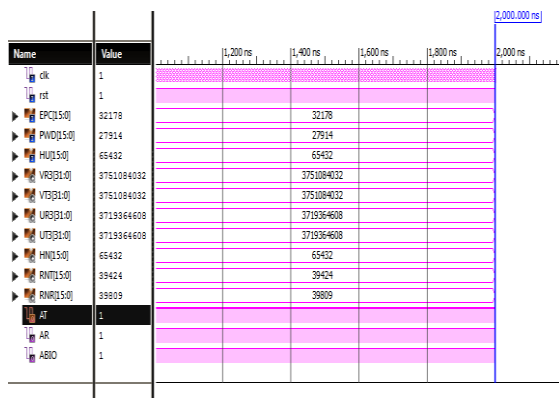 2,000.000 ns
Name Value 1,200 ns 1,400 ns 1,600 ns 1,800 ns 2,000 ns
clk 1
rst 1
EPC[15:0] 32178 32178
PWD[15:0] 27914 27914
HU[15:0] 65432 65432
VR3[31:0] 3751084032 3751084032
VT3[31:0] 3751084032 3751084032
UR3[31:0] 3719364608 3719364608
UT3[31:0] 3719364608 3719364608
HN[15:0] 65432 65432
RNT[15:0] 39424 39424
RNR[15:0] 39809 39809
AT 1
AR 1
ABIO 1